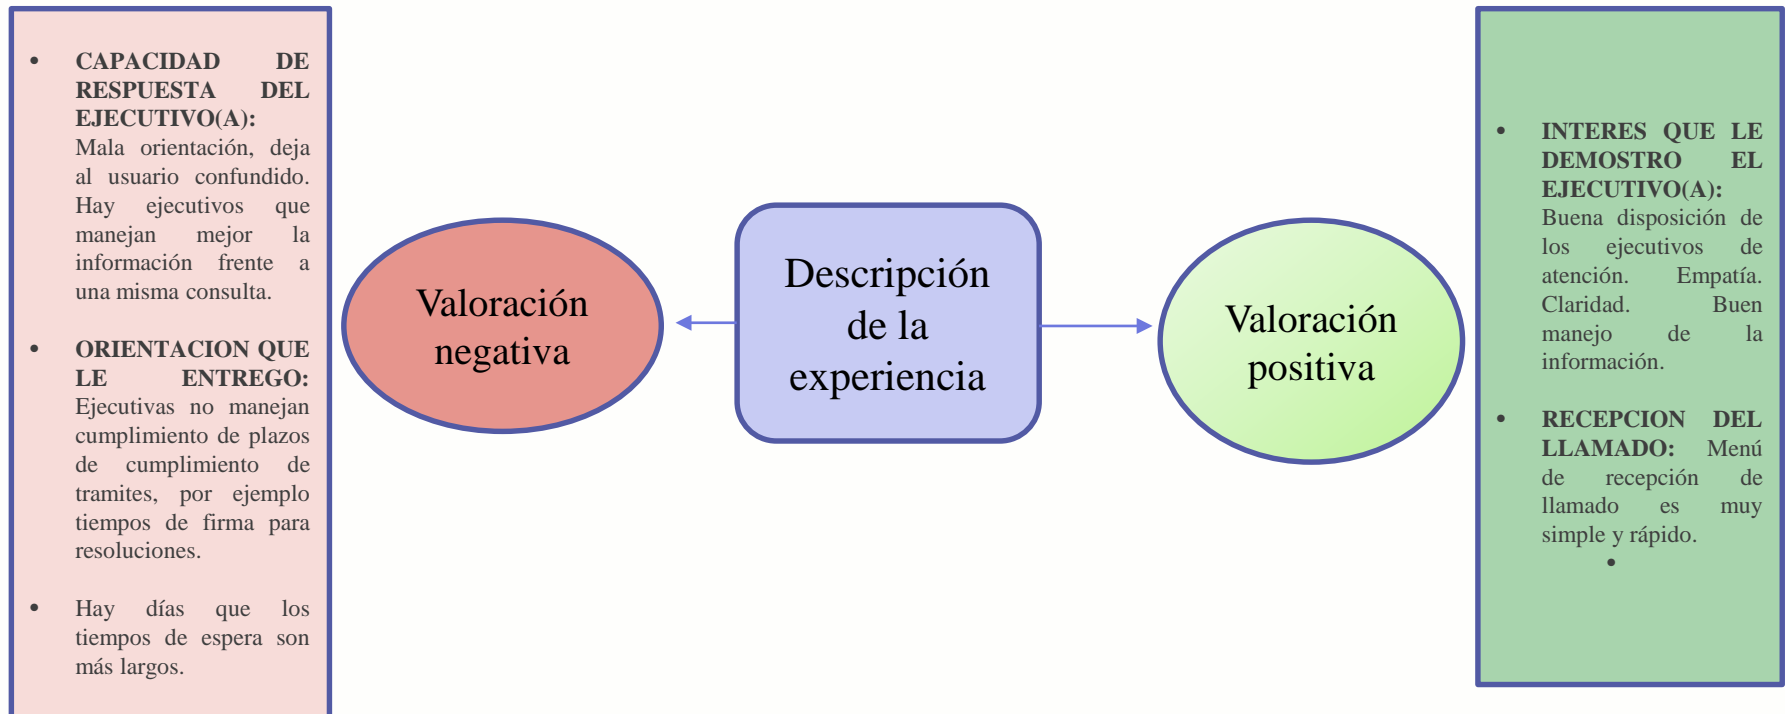 • CAPACIDAD DE
RESPUESTA DEL
EJECUTIVO(A):
Mala orientación, deja
al usuario confundido.
Hay ejecutivos que
manejan mejor la
información frente a
una misma consulta.
• ORIENTACION QUE
LE ENTREGO:
Ejecutivas no manejan
cumplimiento de plazos
de cumplimiento de
tramites, por ejemplo
tiempos de firma para
resoluciones.
• Hay días que los
tiempos de espera son
más largos.
Valoración
negativa
Descripción
de la
experiencia
Valoración
positiva
• INTERES QUE LE
DEMOSTRO EL
EJECUTIVO(A):
Buena disposición de
los ejecutivos de
atención. Empatía.
Claridad. Buen
manejo de la
información.
• RECEPCION DEL
LLAMADO: Menú
de recepción de
llamado es muy
simple y rápido.
•